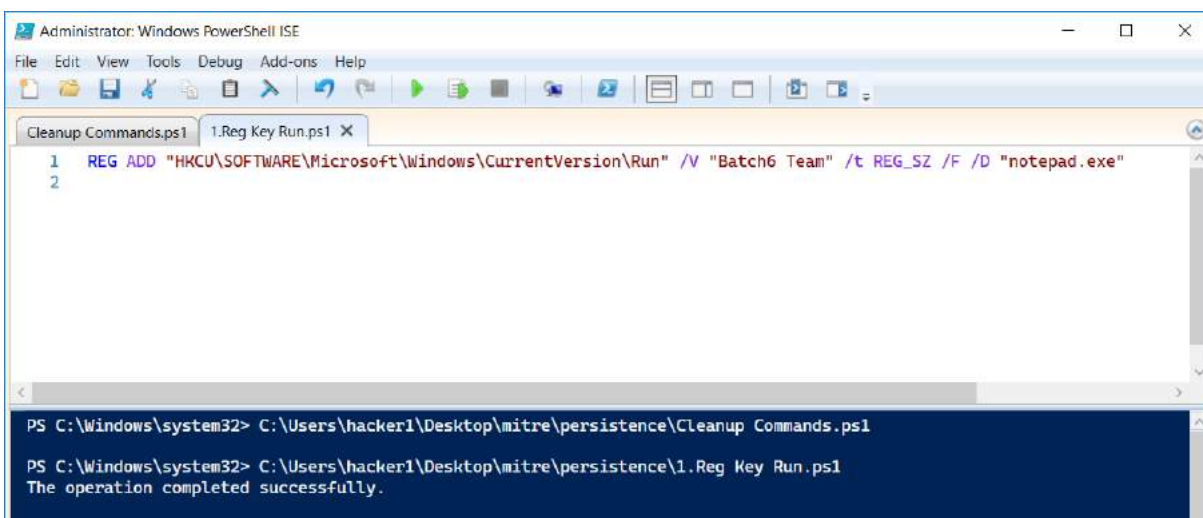 Administrator: Windows PowerShell ISE
File Edit View Tools Debug Add-ons Help
Cleanup Commands.ps1 1.Reg Key Run.ps1 X
1 REG ADD "HKCU\SOFTWARE\Microsoft\Windows\CurrentVersion\Run" /V "Batch6 Team" /t REG_SZ /F /D "notepad.exe"
2
PS C:\Windows\system32> C:\Users\hacker1\Desktop\mitre\persistence\Cleanup Commands.ps1
PS C:\Windows\system32> C:\Users\hacker1\Desktop\mitre\persistence\1.Reg Key Run.ps1
The operation completed successfully.